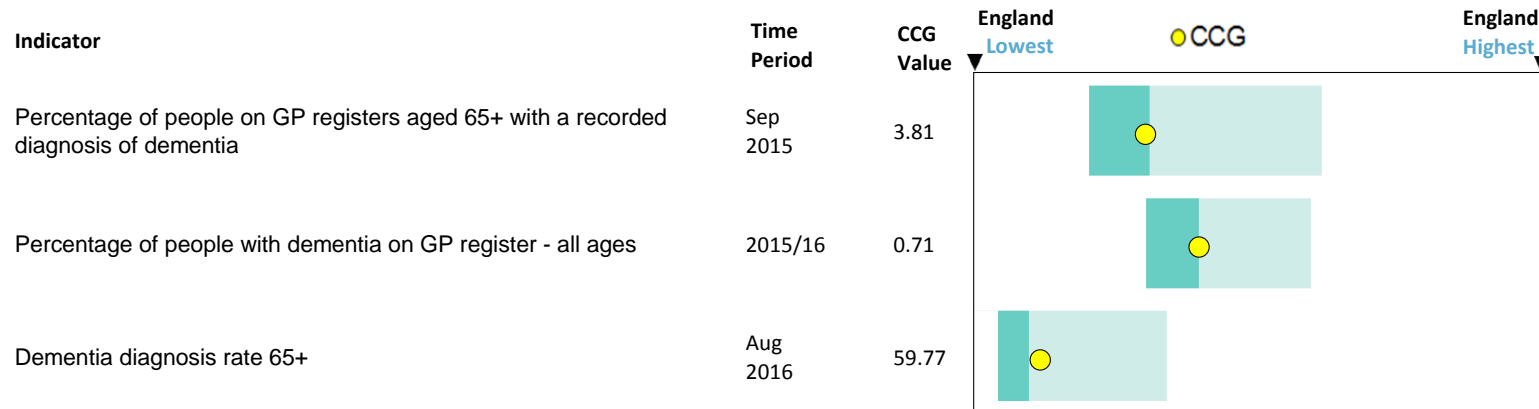 Indicator
Time
Period
CCG
Value
England
Lowest
CCG
England
Highest
Percentage of people on GP registers aged 65+ with a recorded
diagnosis of dementia
Sep
2015
3.81
Percentage of people with dementia on GP register - all ages
2015/16
0.71
Dementia diagnosis rate 65+
Aug
2016
59.77